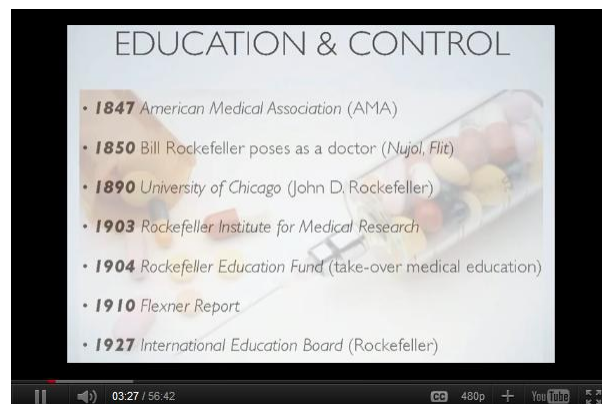 EDUCATION & CONTROL
• 1847 American Medical Association (AMA)
• 1850 Bill Rockefeller poses as a doctor (Nujol, Flit)
• 1890 University of Chicago (John D. Rockefeller)
• 1903 Rockefeller Institute for Medical Research
• 1904 Rockefeller Education Fund (take-over medical education)
• 1910 Flexner Report
• 1927 International Education Board (Rockefeller)
03:27 / 56:42 CC 480p YouTube